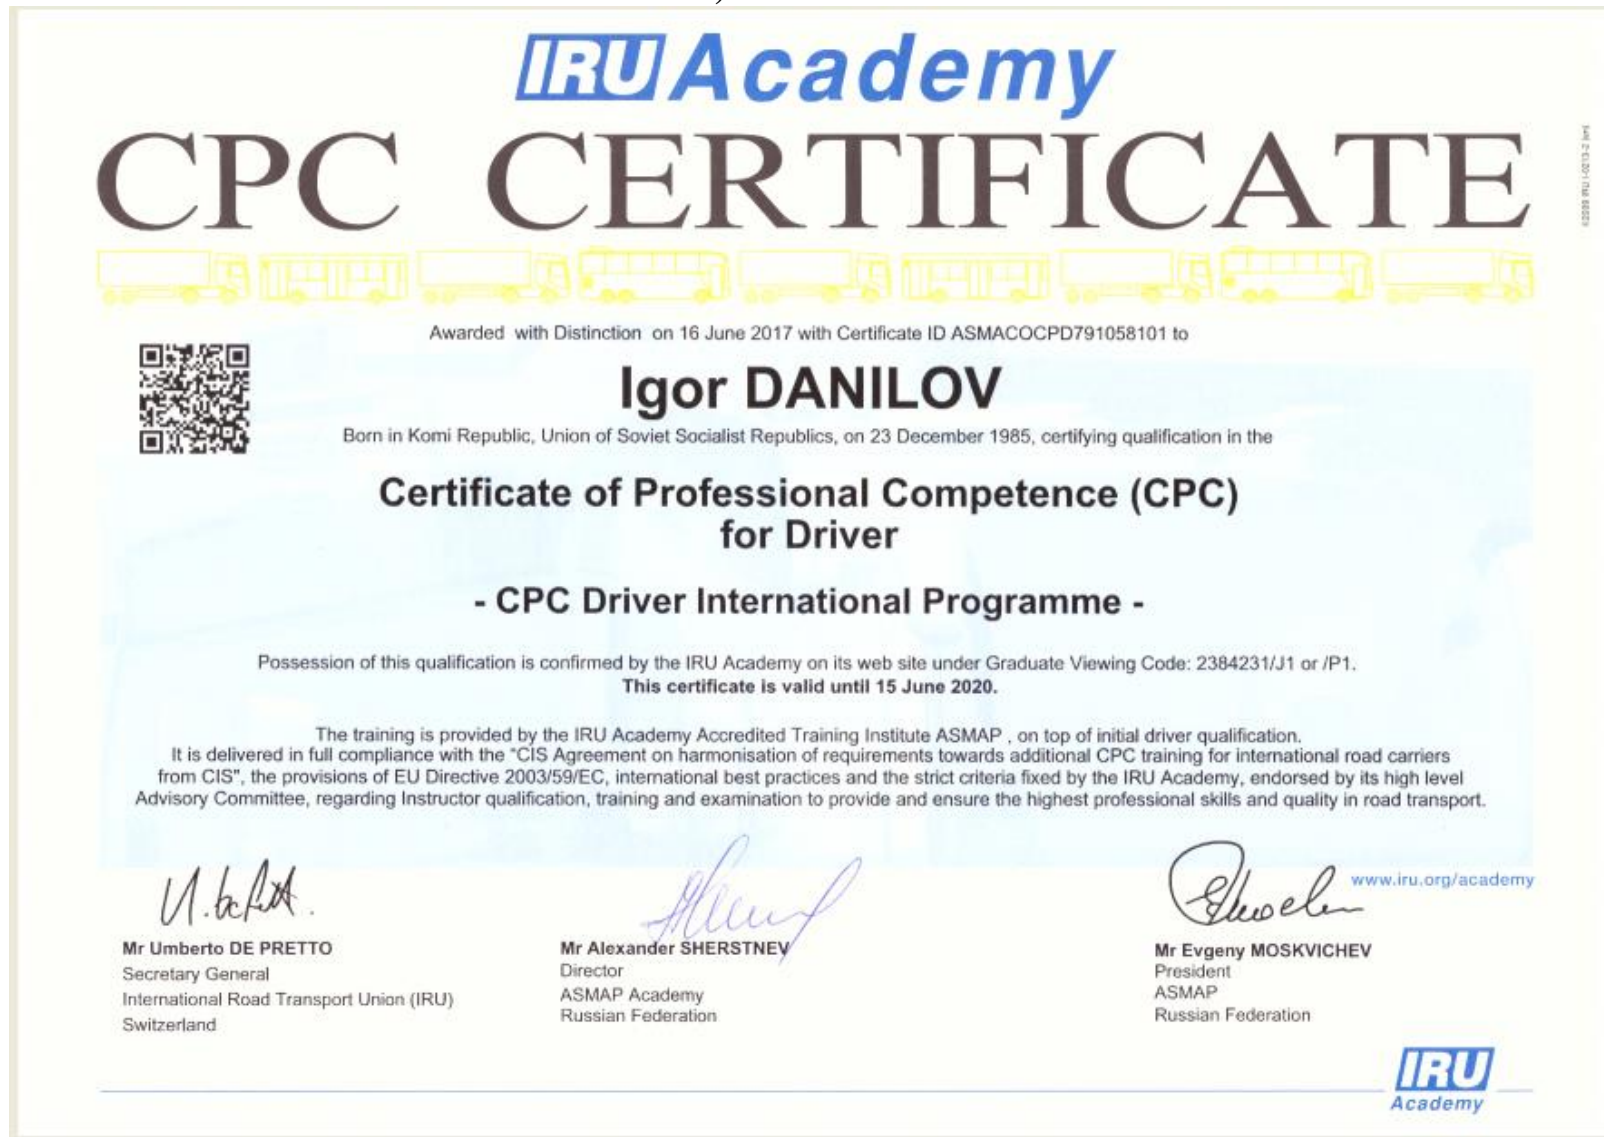 IRU Academy
CPC CERTIFICATE
Awarded with Distinction on 16 June 2017 with Certificate ID ASMACOCPD791058101 to
Igor DANILOV
Born in Komi Republic, Union of Soviet Socialist Republics, on 23 December 1985, certifying qualification in the
Certificate of Professional Competence (CPC)
for Driver
- CPC Driver International Programme -
Possession of this qualification is confirmed by the IRU Academy on its web site under Graduate Viewing Code: 2384231/J1 or /P1.
This certificate is valid until 15 June 2020.
The training is provided by the IRU Academy Accredited Training Institute ASMAP , on top of initial driver qualification.
It is delivered in full compliance with the "CIS Agreement on harmonisation of requirements towards additional CPC training for international road carriers
from CIS", the provisions of EU Directive 2003/59/EC, international best practices and the strict criteria fixed by the IRU Academy, endorsed by its high level
Advisory Committee, regarding Instructor qualification, training and examination to provide and ensure the highest professional skills and quality in road transport.
www.iru.org/academy
Mr Umberto DE PRETTO
Secretary General
International Road Transport Union (IRU)
Switzerland
Mr Alexander SHERSTNEV
Director
ASMAP Academy
Russian Federation
Mr Evgeny MOSKVICHEV
President
ASMAP
Russian Federation
IRU
Academy